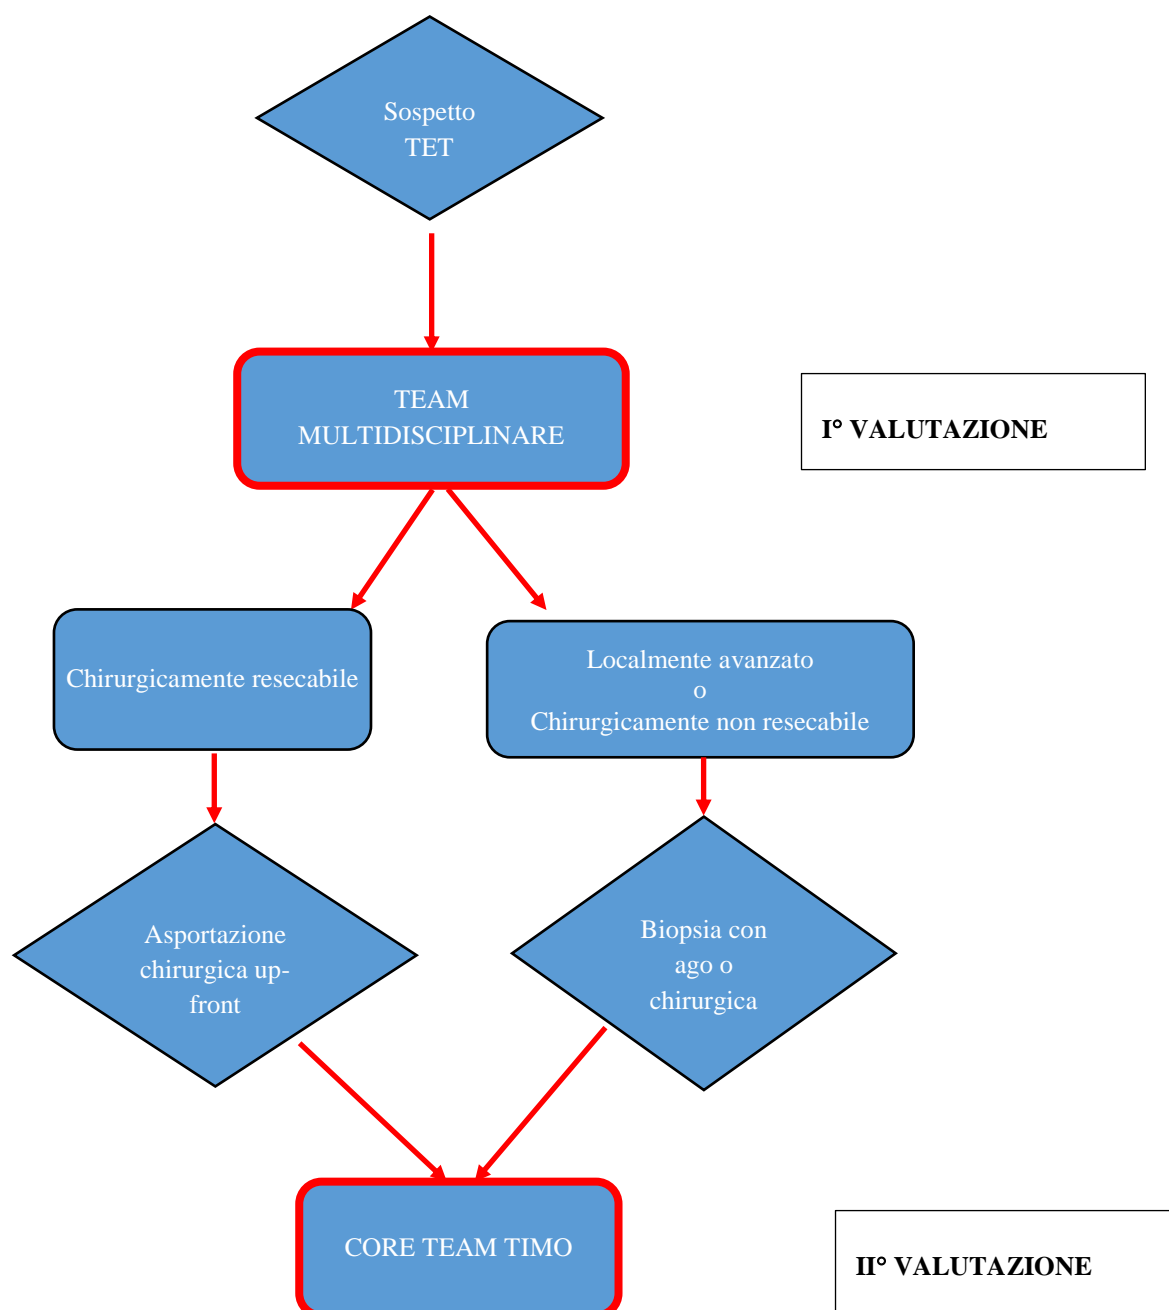 Sospetto
TET
TEAM
MULTIDISCIPLINARE
I° VALUTAZIONE
Chirurgicamente resecabile
Localmente avanzato
o
Chirurgicamente non resecabile
Asportazione
chirurgica up-
front
Biopsia con
ago o
chirurgica
CORE TEAM TIMO
II° VALUTAZIONE